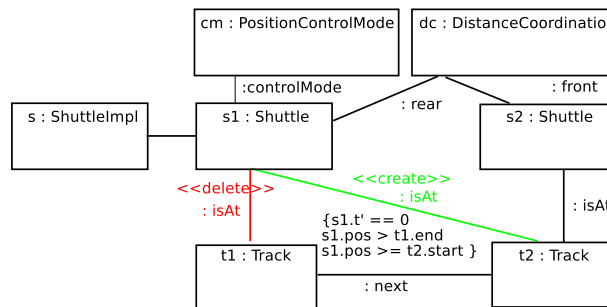 cm : PositionControlMode
dc : DistanceCoordination
:controlMode
: front
: rear
s : ShuttleImpl
s1 : Shuttle
s2 : Shuttle
<<delete>>
<<create>>
: isAt
: isAt
: isAt
{s1.t' == 0
s1.pos > t1.end
s1.pos >= t2.start }
t1 : Track
t2 : Track
: next